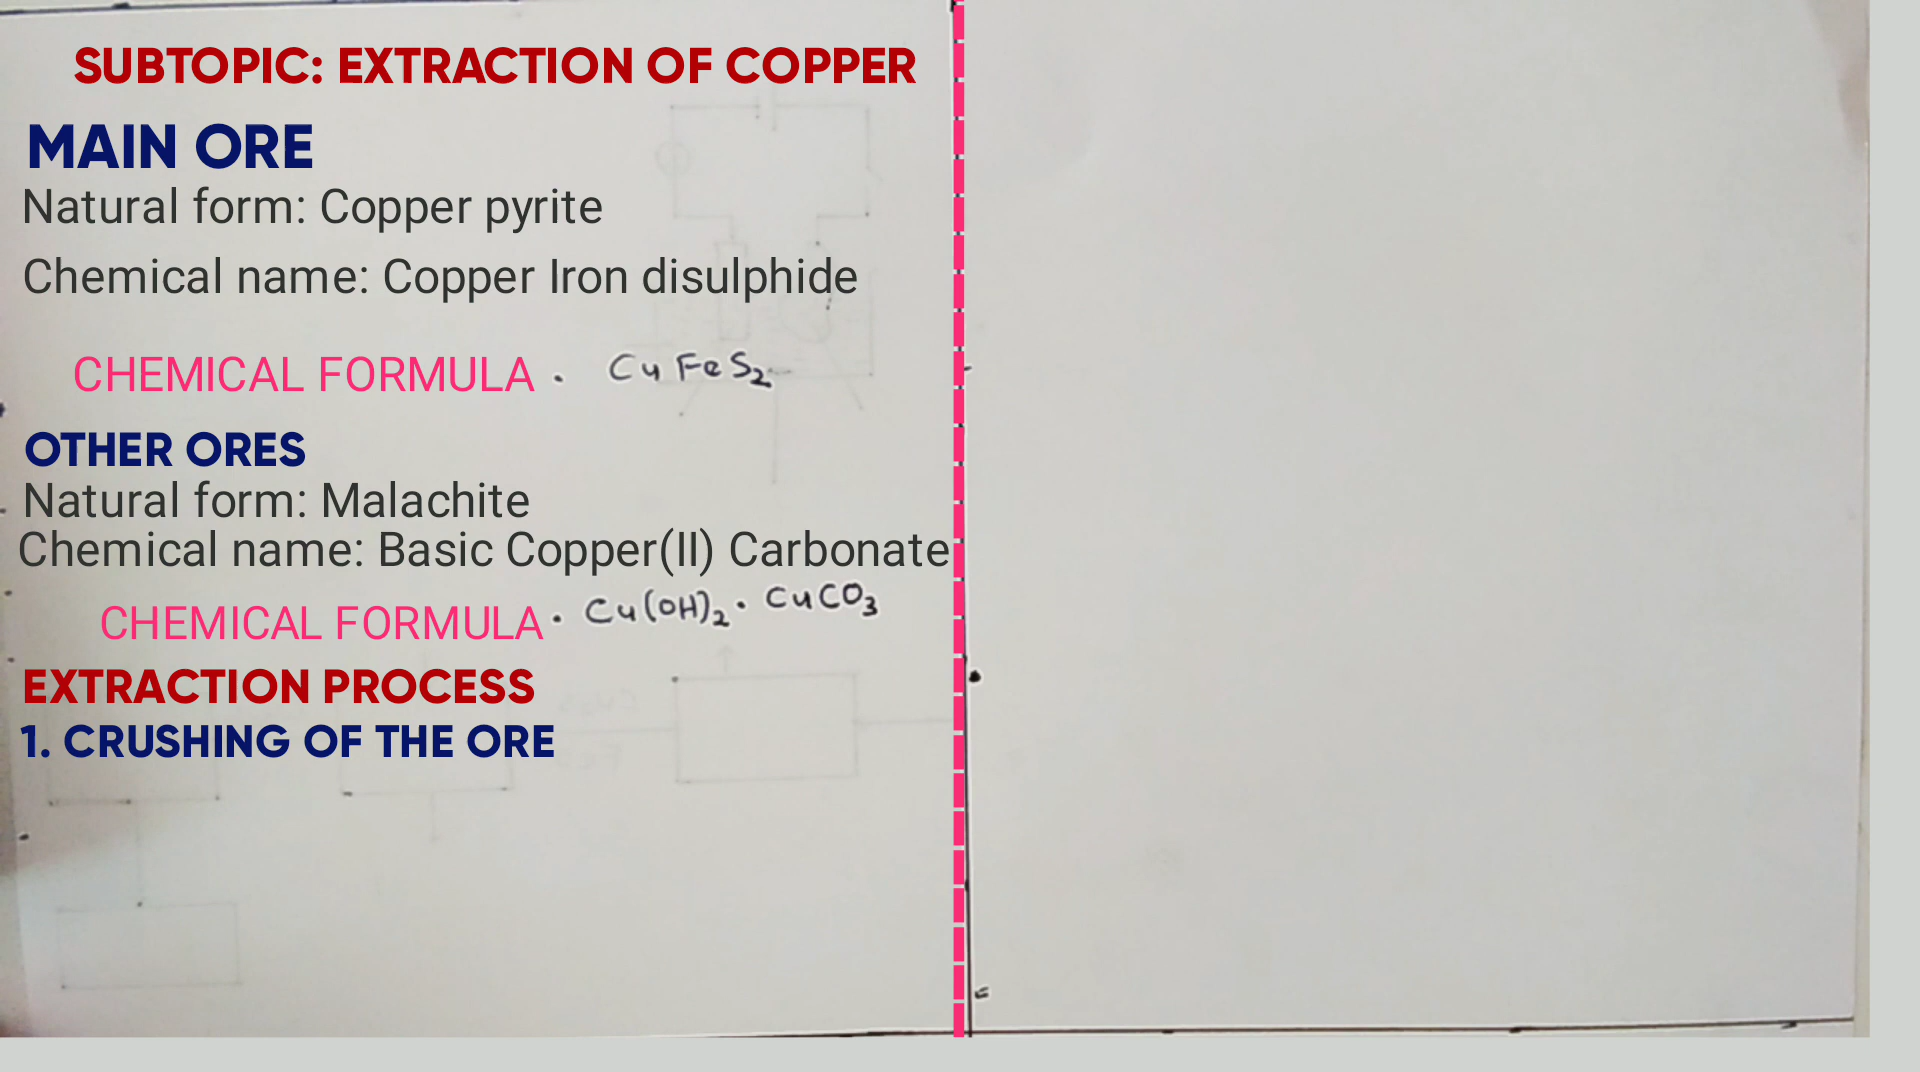 SUBTOPIC: EXTRACTION OF COPPER
MAIN ORE
Natural form: Copper pyrite
Chemical name: Copper Iron disulphide
CHEMICAL FORMULA . CuFeS₂
OTHER ORES
Natural form: Malachite
Chemical name: Basic Copper(II) Carbonate
CHEMICAL FORMULA . Cu(OH)₂ . CuCO₃
EXTRACTION PROCESS
1. CRUSHING OF THE ORE